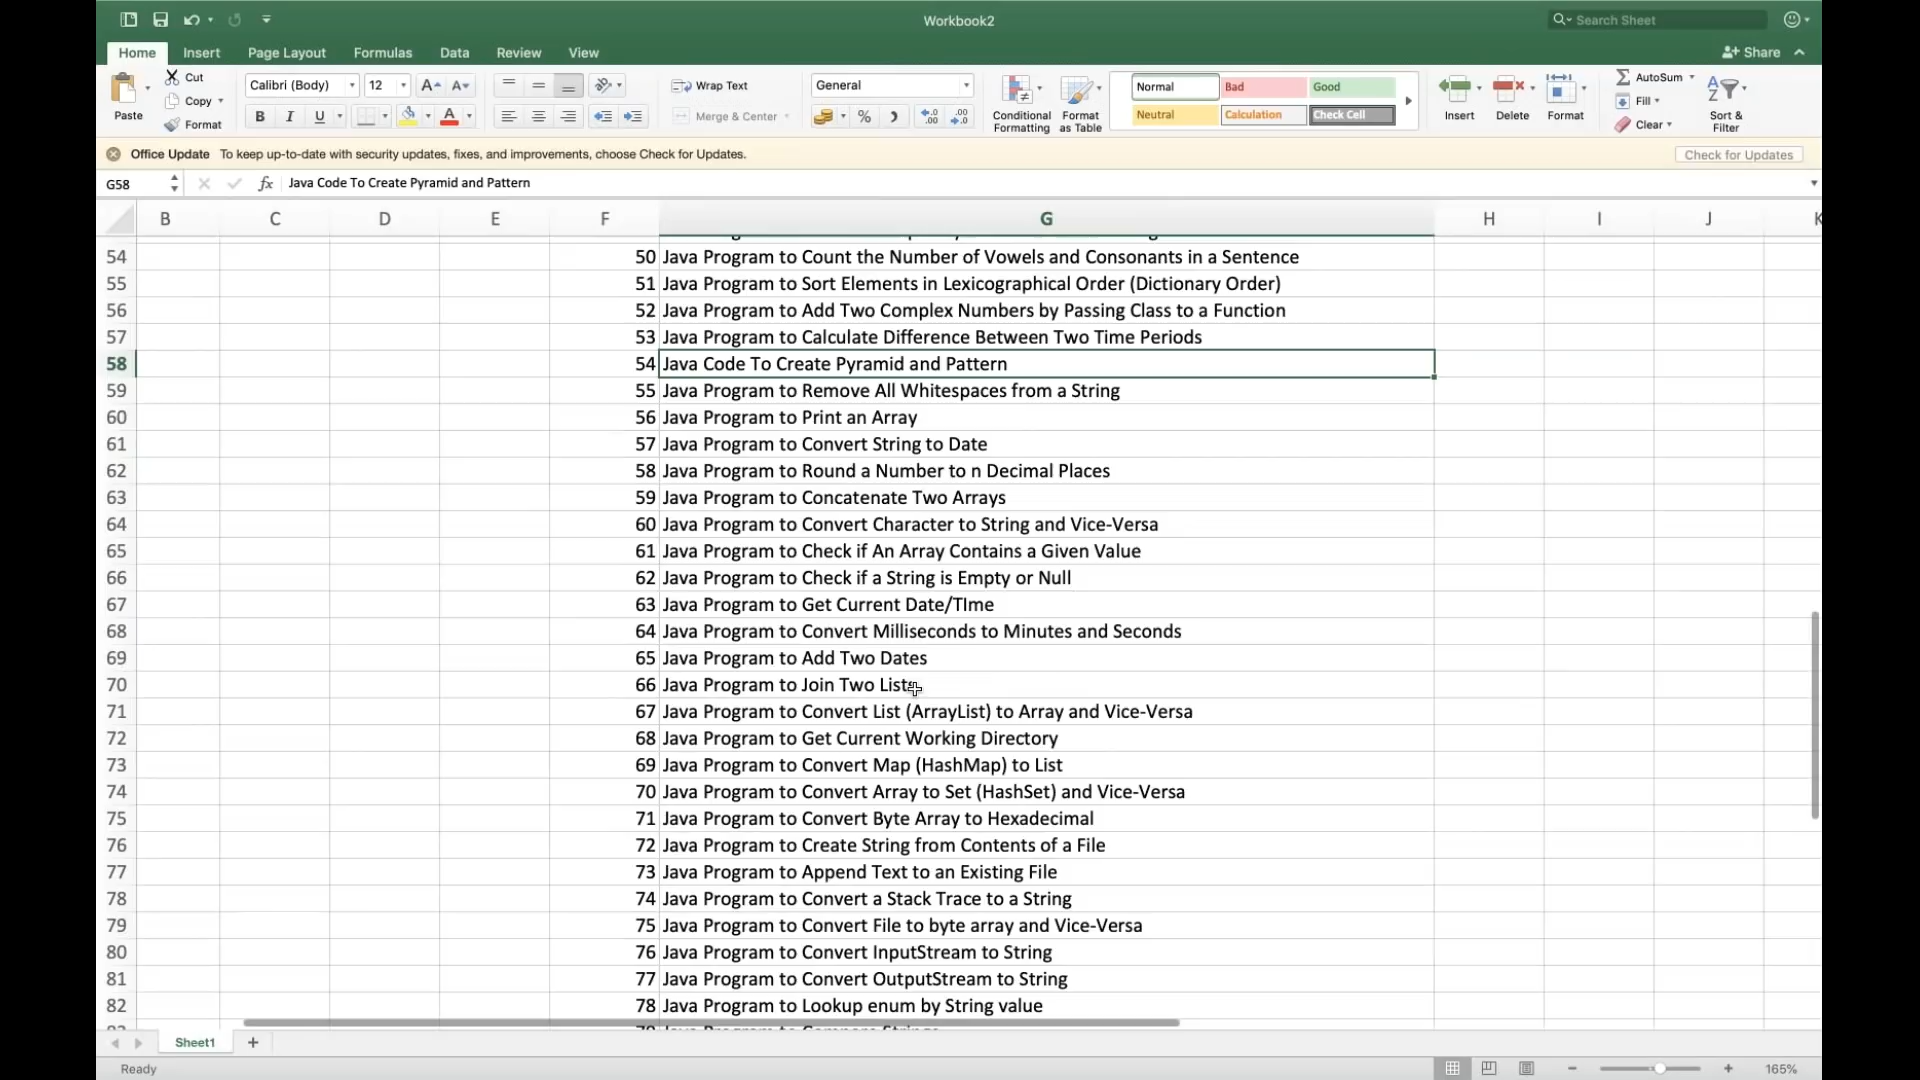 Workbook2
Search Sheet
Home Insert Page Layout Formulas Data Review View
Share
Paste
Cut
Copy
Format
Calibri (Body) 12
B I U
Wrap Text
Merge & Center
General
Conditional Formatting
Format as Table
Normal Bad Good
Neutral Calculation Check Cell
Insert Delete Format
AutoSum
Fill
Clear
Sort & Filter
Office Update To keep up-to-date with security updates, fixes, and improvements, choose Check for Updates.
Check for Updates
G58 fx Java Code To Create Pyramid and Pattern
B C D E F G H I J K
54 50 Java Program to Count the Number of Vowels and Consonants in a Sentence
55 51 Java Program to Sort Elements in Lexicographical Order (Dictionary Order)
56 52 Java Program to Add Two Complex Numbers by Passing Class to a Function
57 53 Java Program to Calculate Difference Between Two Time Periods
58 54 Java Code To Create Pyramid and Pattern
59 55 Java Program to Remove All Whitespaces from a String
60 56 Java Program to Print an Array
61 57 Java Program to Convert String to Date
62 58 Java Program to Round a Number to n Decimal Places
63 59 Java Program to Concatenate Two Arrays
64 60 Java Program to Convert Character to String and Vice-Versa
65 61 Java Program to Check if An Array Contains a Given Value
66 62 Java Program to Check if a String is Empty or Null
67 63 Java Program to Get Current Date/TIme
68 64 Java Program to Convert Milliseconds to Minutes and Seconds
69 65 Java Program to Add Two Dates
70 66 Java Program to Join Two Lists
71 67 Java Program to Convert List (ArrayList) to Array and Vice-Versa
72 68 Java Program to Get Current Working Directory
73 69 Java Program to Convert Map (HashMap) to List
74 70 Java Program to Convert Array to Set (HashSet) and Vice-Versa
75 71 Java Program to Convert Byte Array to Hexadecimal
76 72 Java Program to Create String from Contents of a File
77 73 Java Program to Append Text to an Existing File
78 74 Java Program to Convert a Stack Trace to a String
79 75 Java Program to Convert File to byte array and Vice-Versa
80 76 Java Program to Convert InputStream to String
81 77 Java Program to Convert OutputStream to String
82 78 Java Program to Lookup enum by String value
Sheet1
Ready
165%